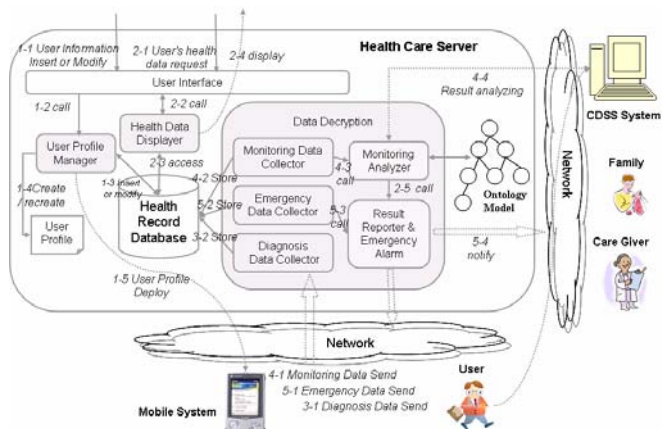 1-1 User Information
Insert or Modify
2-1 User's health
data request
2-4 display
Health Care Server
User Interface
1-2 call
2-2 call
4-4
Result analyzing
CDSS System
Data Decryption
Health Data
Displayer
User Profile
Manager
2-3 access
Monitoring Data
Collector
4-3
call
Monitoring
Analyzer
Ontology
Model
Network
Family
1-4Create /
recreate
1-3 Insert
or modify
4-2 Store
2-5 call
User
Profile
Health
Record
Database
5-2 Store
Emergency
Data Collector
5-3
call
Result
Reporter &
Emergency
Alarm
3-2 Store
Diagnosis
Data Collector
5-4
notify
Care Giver
1-5 User Profile
Deploy
Network
4-1 Monitoring Data Send
5-1 Emergency Data Send
3-1 Diagnosis Data Send
User
Mobile System